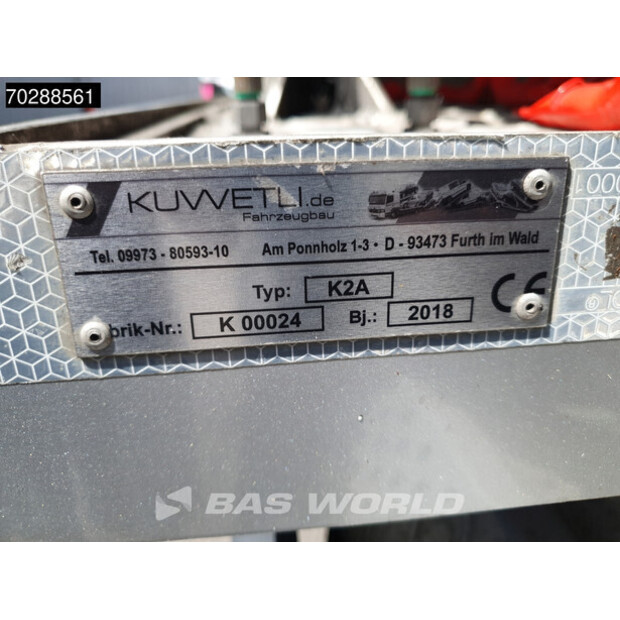 70288561
KUWETLI.de
Fahrzeugbau
Tel. 09973 - 80593-10 Am Ponnholz 1-3 • D - 93473 Furth im Wald
Typ: K2A CE
brik-Nr.: K 00024 Bj.: 2018
BAS WORLD